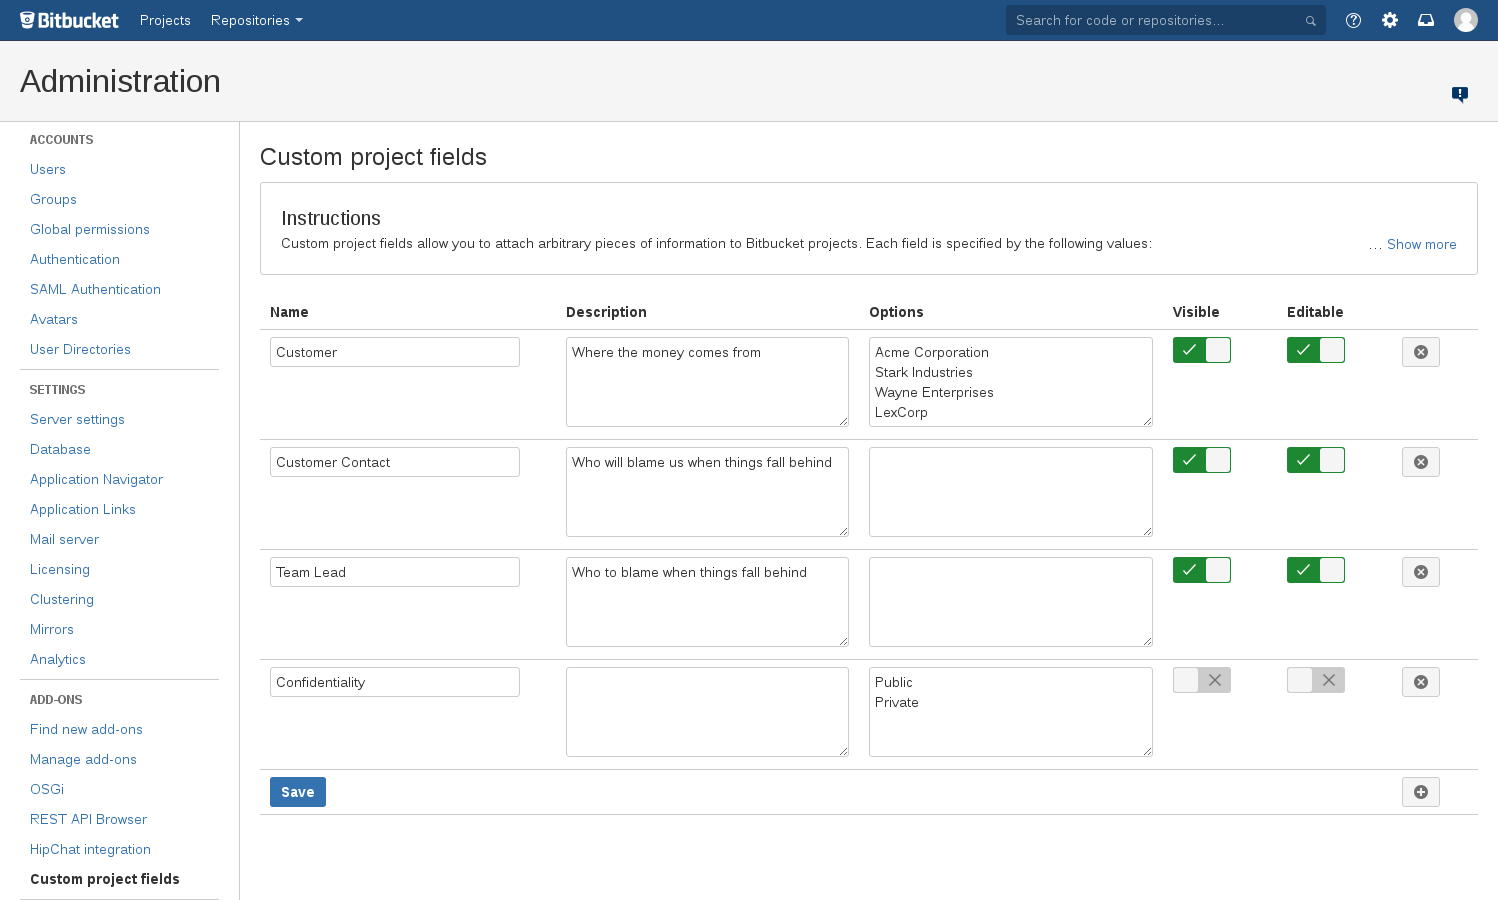 Bitbucket Projects Repositories Search for code or repositories...
Administration
ACCOUNTS
Users
Groups
Global permissions
Authentication
SAML Authentication
Avatars
User Directories
SETTINGS
Server settings
Database
Application Navigator
Application Links
Mail server
Licensing
Clustering
Mirrors
Analytics
ADD-ONS
Find new add-ons
Manage add-ons
OSGi
REST API Browser
HipChat integration
Custom project fields
Custom project fields
Instructions
Custom project fields allow you to attach arbitrary pieces of information to Bitbucket projects. Each field is specified by the following values: ... Show more
Name Description Options Visible Editable
Customer
Where the money comes from
Acme Corporation
Stark Industries
Wayne Enterprises
LexCorp
Customer Contact
Who will blame us when things fall behind
Team Lead
Who to blame when things fall behind
Confidentiality
Public
Private
Save